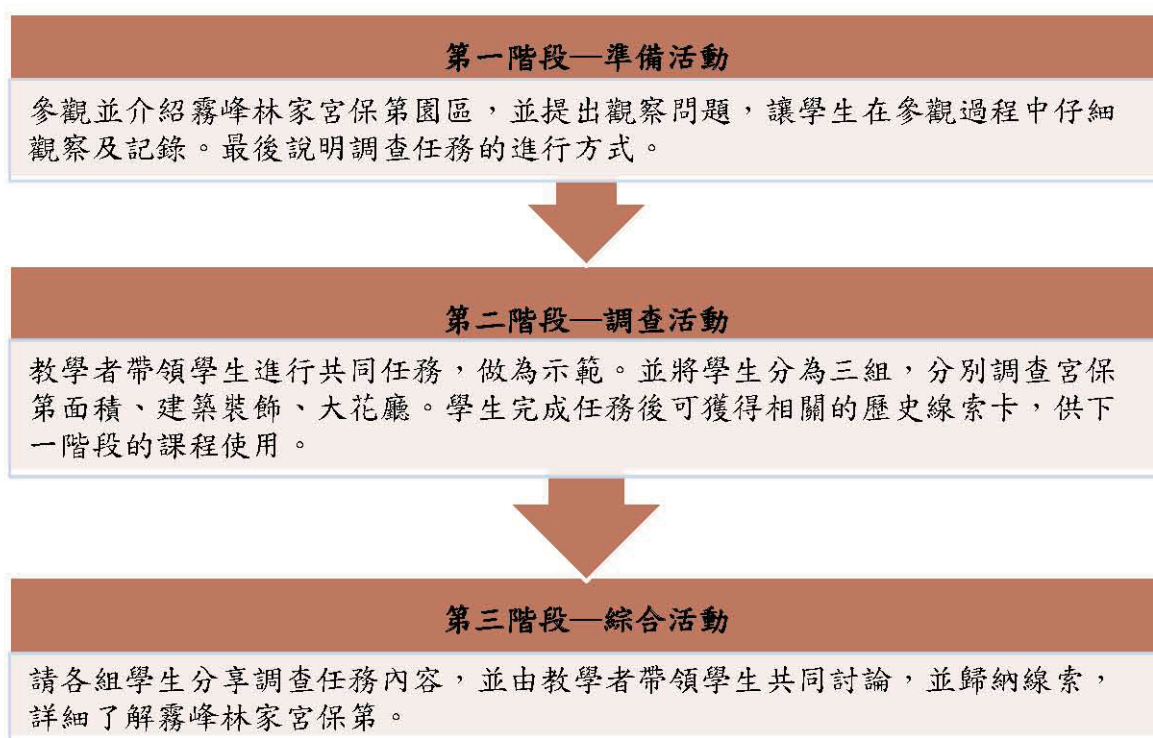 第一階段—準備活動
參觀並介紹霧峰林家宮保第園區，並提出觀察問題，讓學生在參觀過程中仔細
觀察及記錄。最後說明調查任務的進行方式。
第二階段—調查活動
教學者帶領學生進行共同任務，做為示範。並將學生分為三組，分別調查宮保
第面積、建築裝飾、大花廳。學生完成任務後可獲得相關的歷史線索卡，供下
一階段的課程使用。
第三階段—綜合活動
請各組學生分享調查任務內容，並由教學者帶領學生共同討論，並歸納線索，
詳細了解霧峰林家宮保第。